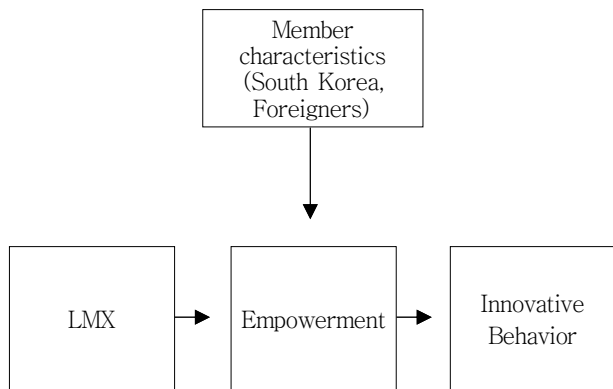 Member
characteristics
(South Korea,
Foreigners)
LMX
Empowerment
Innovative
Behavior